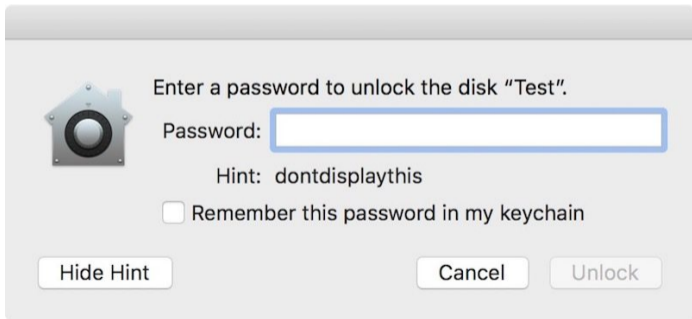 Enter a password to unlock the disk “Test”.
Password:
Hint: dontdisplaythis
Remember this password in my keychain
Hide Hint Cancel Unlock